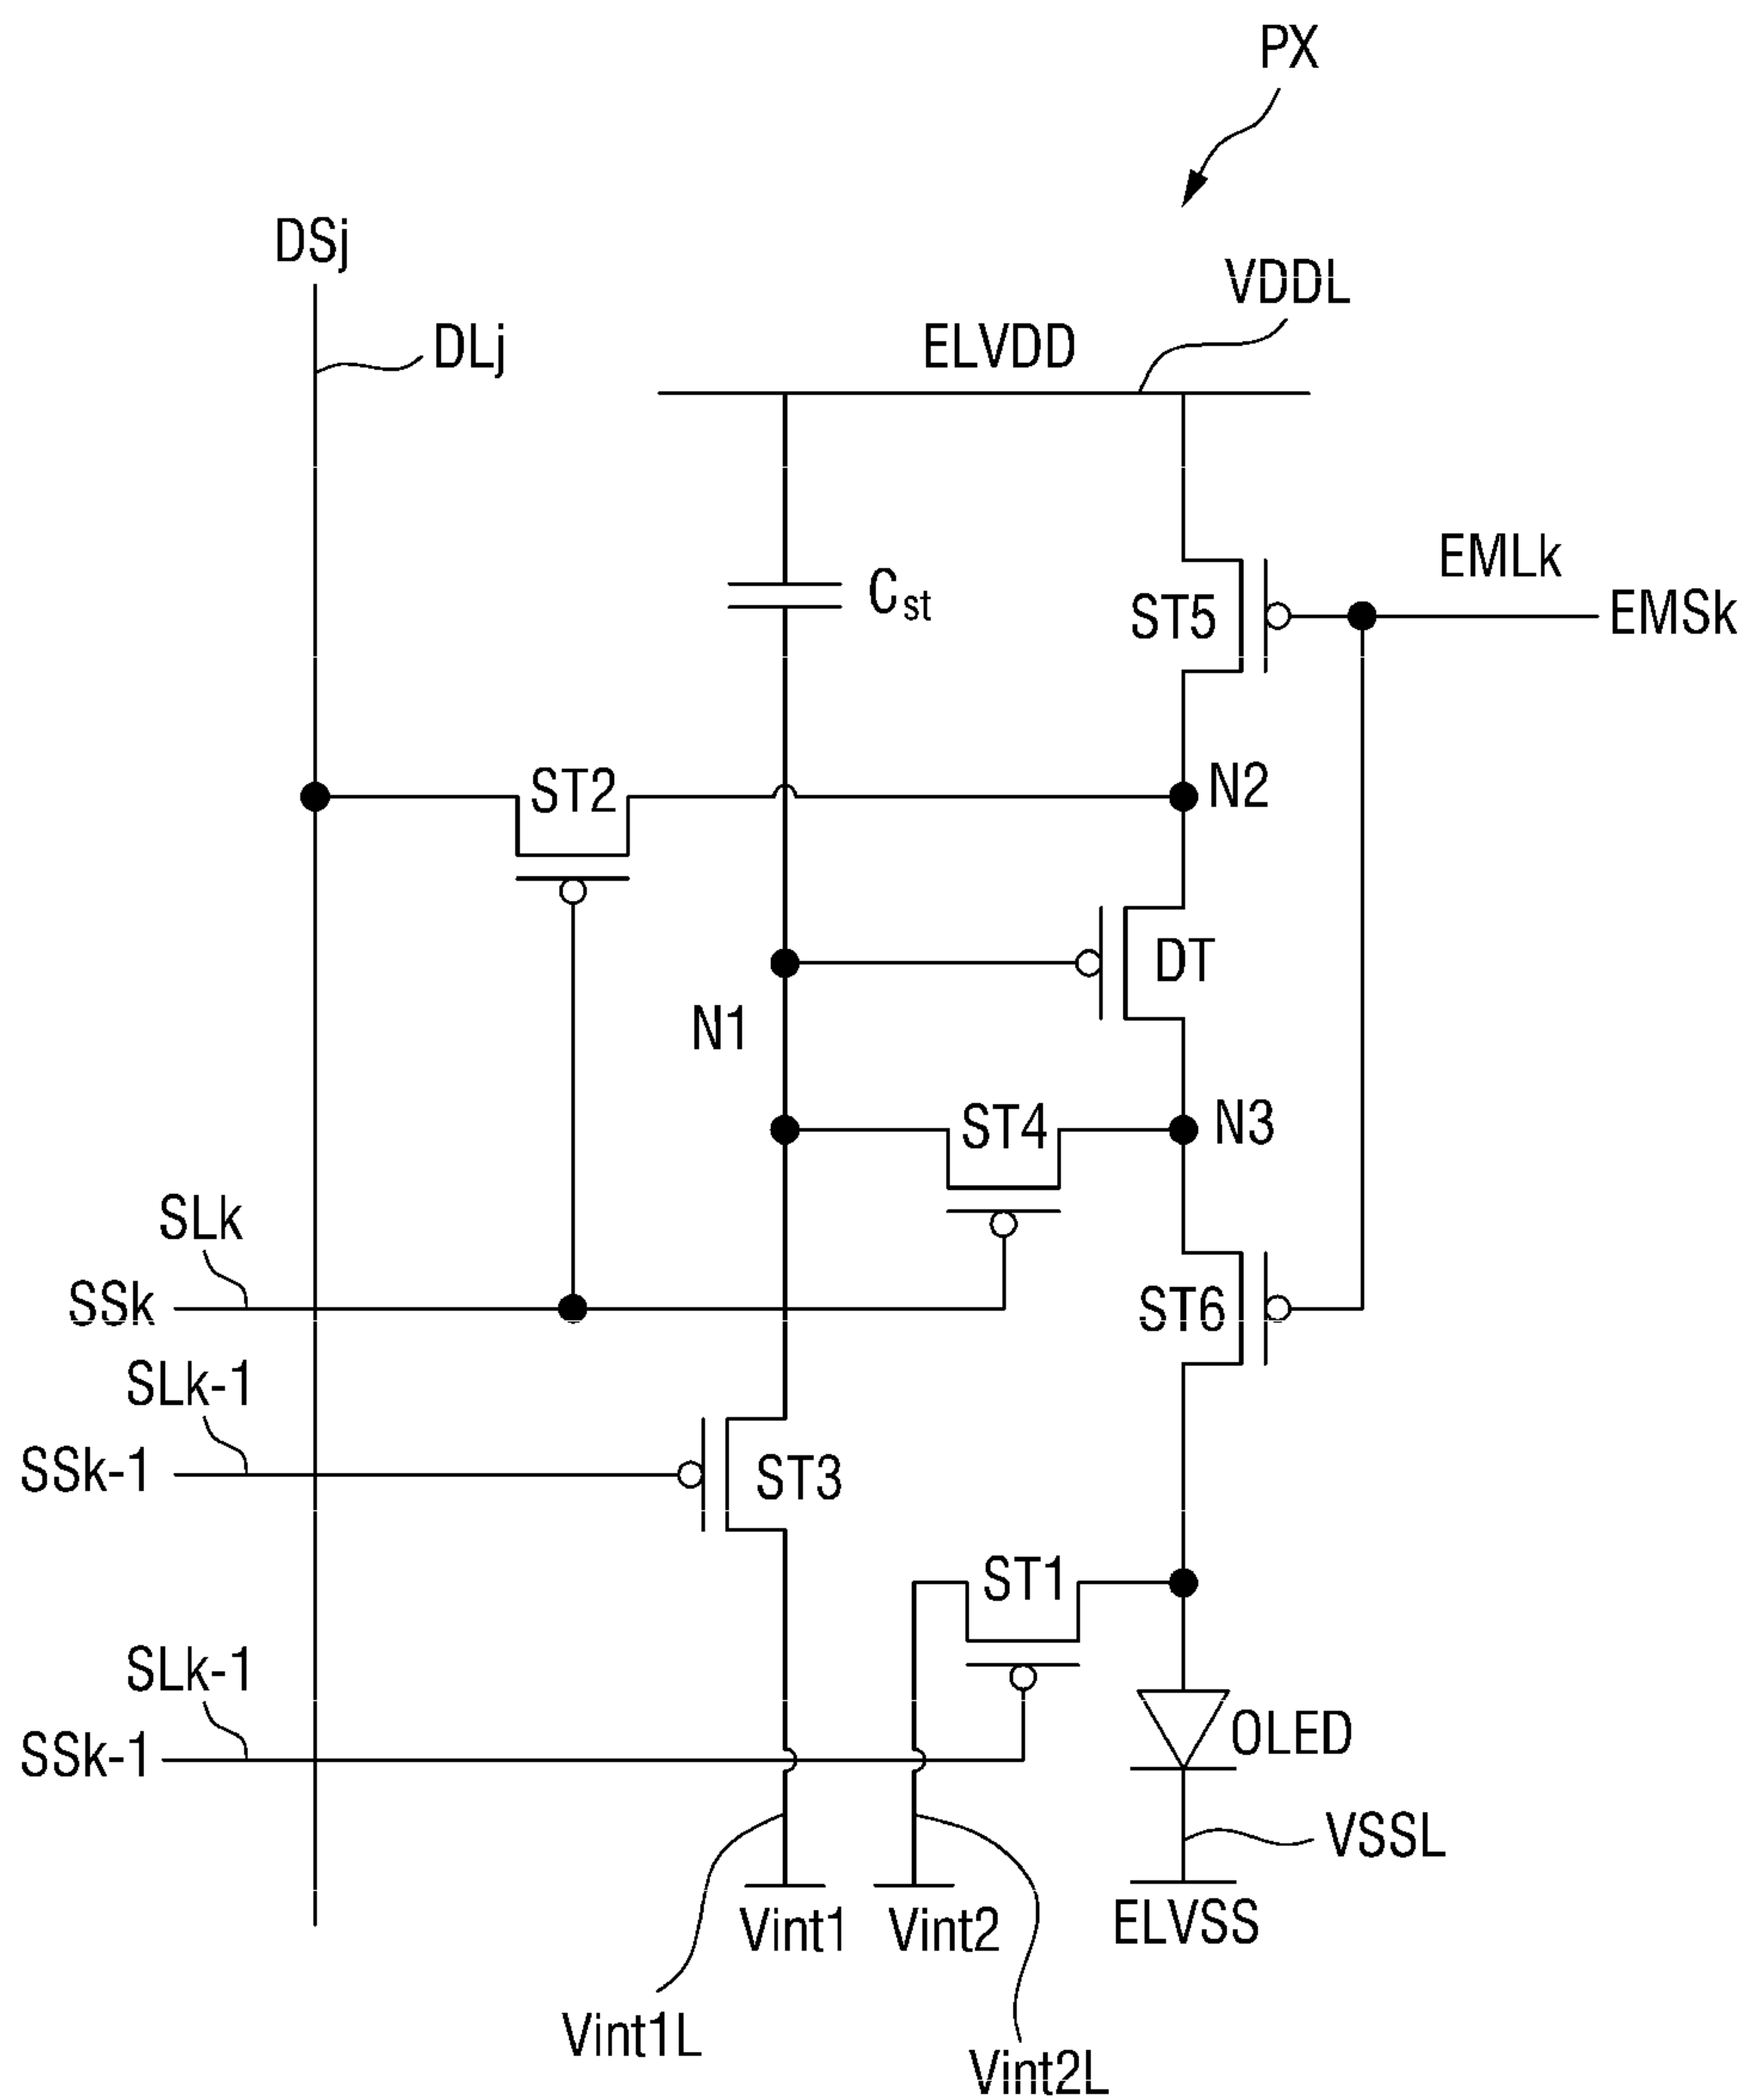 PX
DSj
VDDL
DLj
ELVDD
EMLk
Cst
ST5
EMSk
ST2
N2
DT
N1
ST4
N3
SLk
SSk
ST6
SLk-1
SSk-1
ST3
ST1
SLk-1
SSk-1
OLED
VSSL
Vint1
Vint2
ELVSS
Vint1L
Vint2L